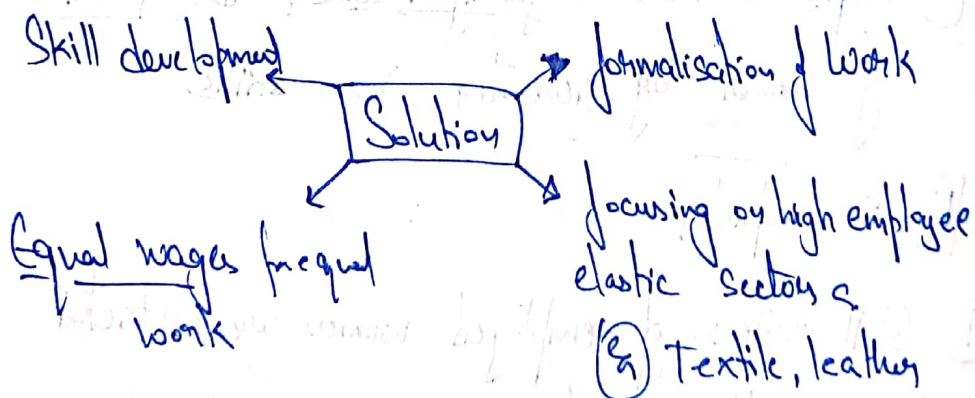 Skill development
formalisation of work
Solution
focusing on high employee
elastic sectors
Equal wages for equal
work
Textile, leather